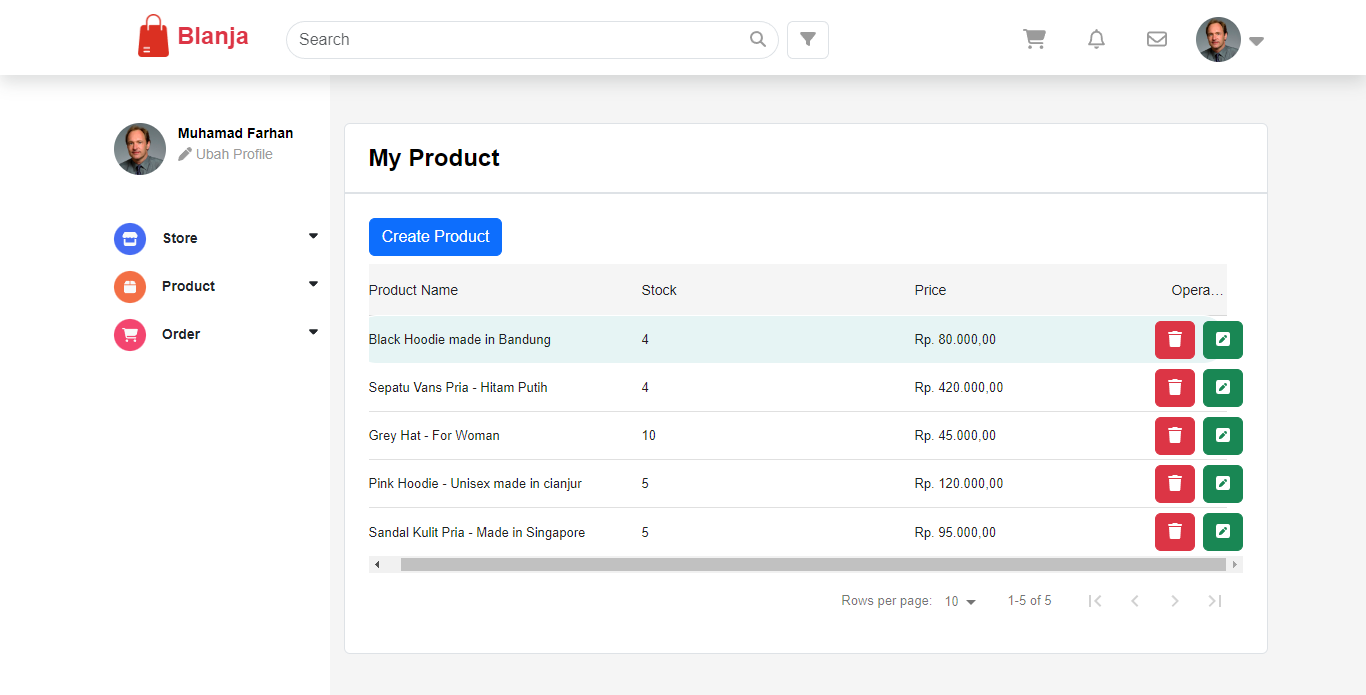 Blanja
Search
Muhamad Farhan
Ubah Profile
Store
Product
Order
My Product
Create Product
Product Name Stock Price Opera...
Black Hoodie made in Bandung 4 Rp. 80.000,00
Sepatu Vans Pria - Hitam Putih 4 Rp. 420.000,00
Grey Hat - For Woman 10 Rp. 45.000,00
Pink Hoodie - Unisex made in cianjur 5 Rp. 120.000,00
Sandal Kulit Pria - Made in Singapore 5 Rp. 95.000,00
Rows per page: 10 1-5 of 5